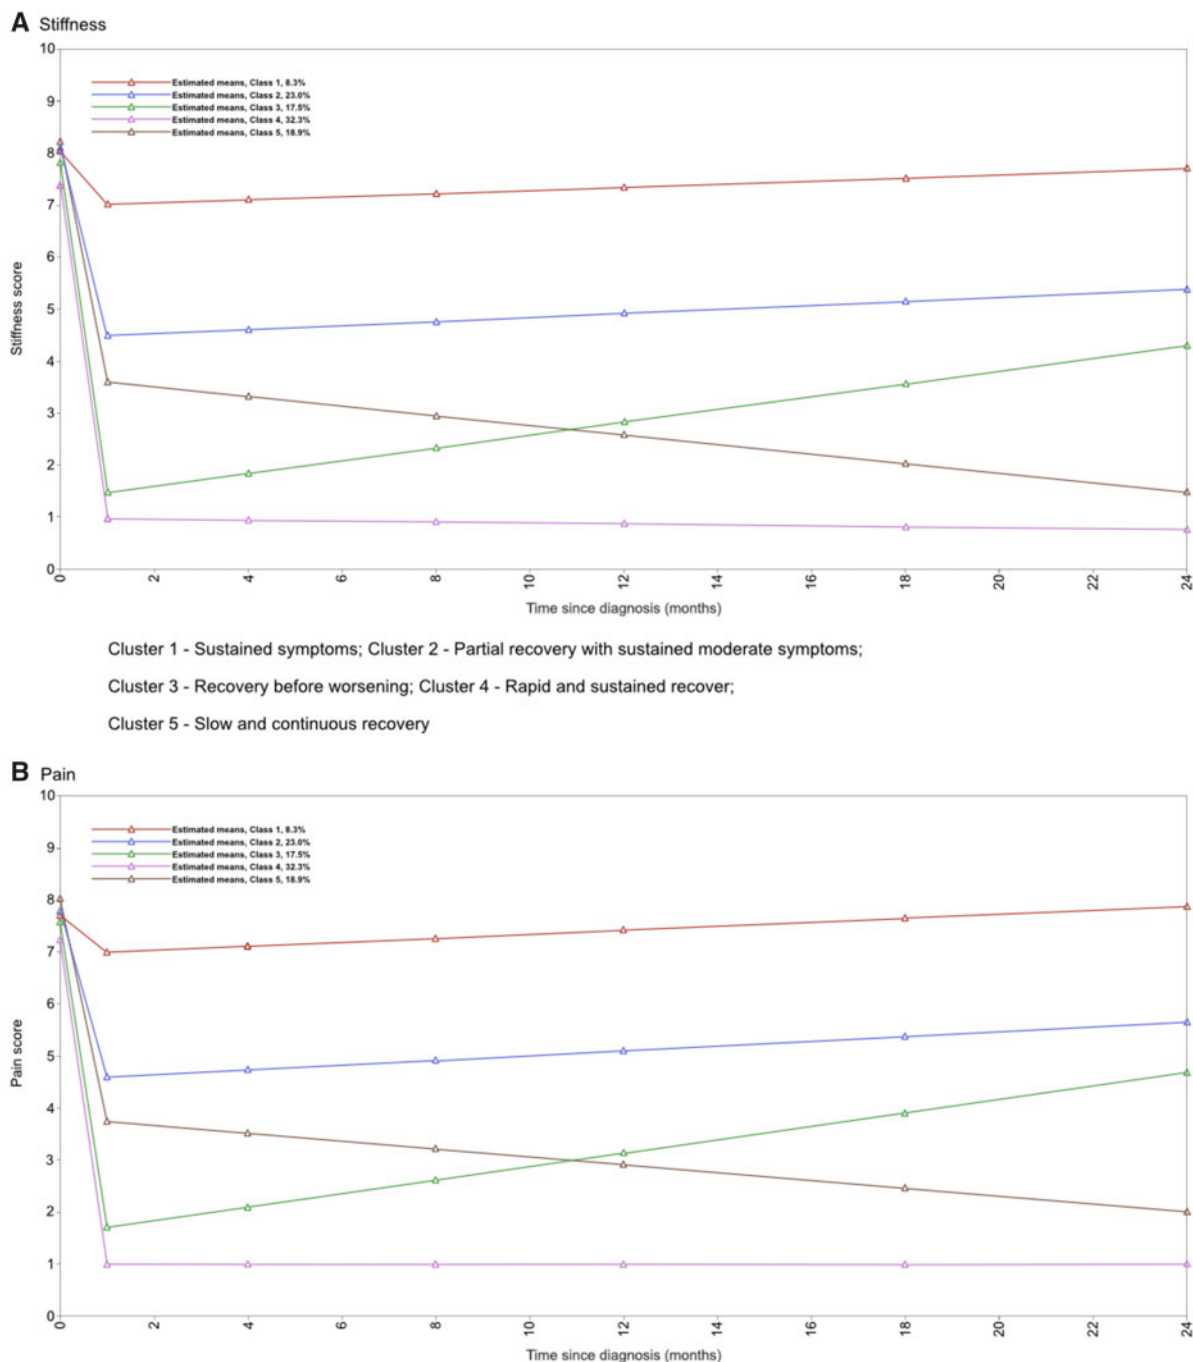 A Stiffness
10
9
8
7
6
5
4
3
2
1
0
Stiffness score
Estimated means, Class 1, 8.3%
Estimated means, Class 2, 23.0%
Estimated means, Class 3, 17.5%
Estimated means, Class 4, 32.3%
Estimated means, Class 5, 18.9%
0 2 4 6 8 10 12 14 16 18 20 22 24
Time since diagnosis (months)
Cluster 1 - Sustained symptoms; Cluster 2 - Partial recovery with sustained moderate symptoms;
Cluster 3 - Recovery before worsening; Cluster 4 - Rapid and sustained recover;
Cluster 5 - Slow and continuous recovery
B Pain
10
9
8
7
6
5
4
3
2
1
0
Pain score
Estimated means, Class 1, 8.3%
Estimated means, Class 2, 23.0%
Estimated means, Class 3, 17.5%
Estimated means, Class 4, 32.3%
Estimated means, Class 5, 18.9%
0 2 4 6 8 10 12 14 16 18 20 22 24
Time since diagnosis (months)